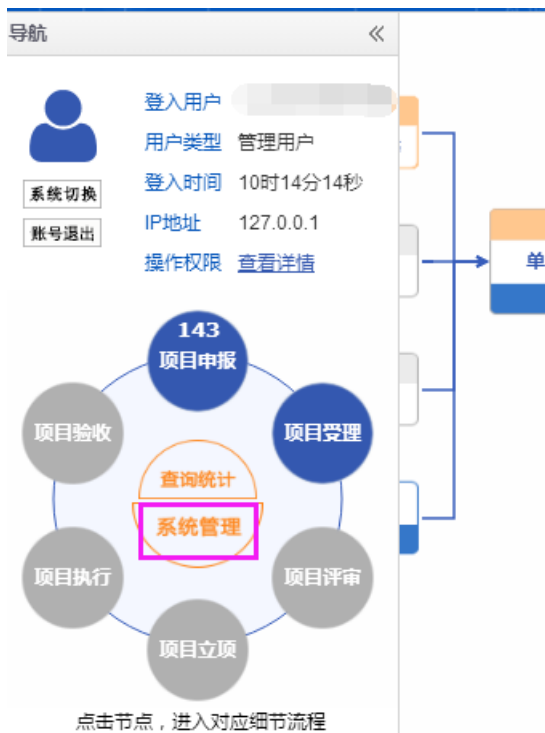 导航
登入用户
用户类型 管理用户
系统切换
登入时间 10时14分14秒
账号退出
IP地址 127.0.0.1
操作权限 查看详情
单
143
项目申报
项目验收
项目受理
查询统计
系统管理
项目执行
项目评审
项目立项
点击节点，进入对应细节流程